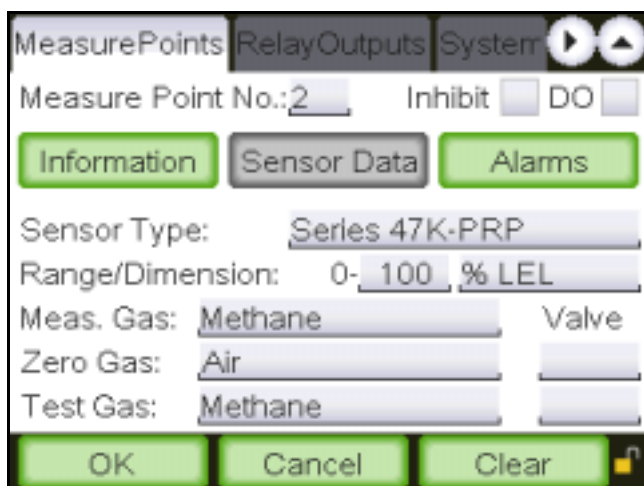 MeasurePoints RelayOutputs System
Measure Point No.: 2 Inhibit DO
Information Sensor Data Alarms
Sensor Type: Series 47K-PRP
Range/Dimension: 0- 100 % LEL
Meas. Gas: Methane Valve
Zero Gas: Air
Test Gas: Methane
OK Cancel Clear